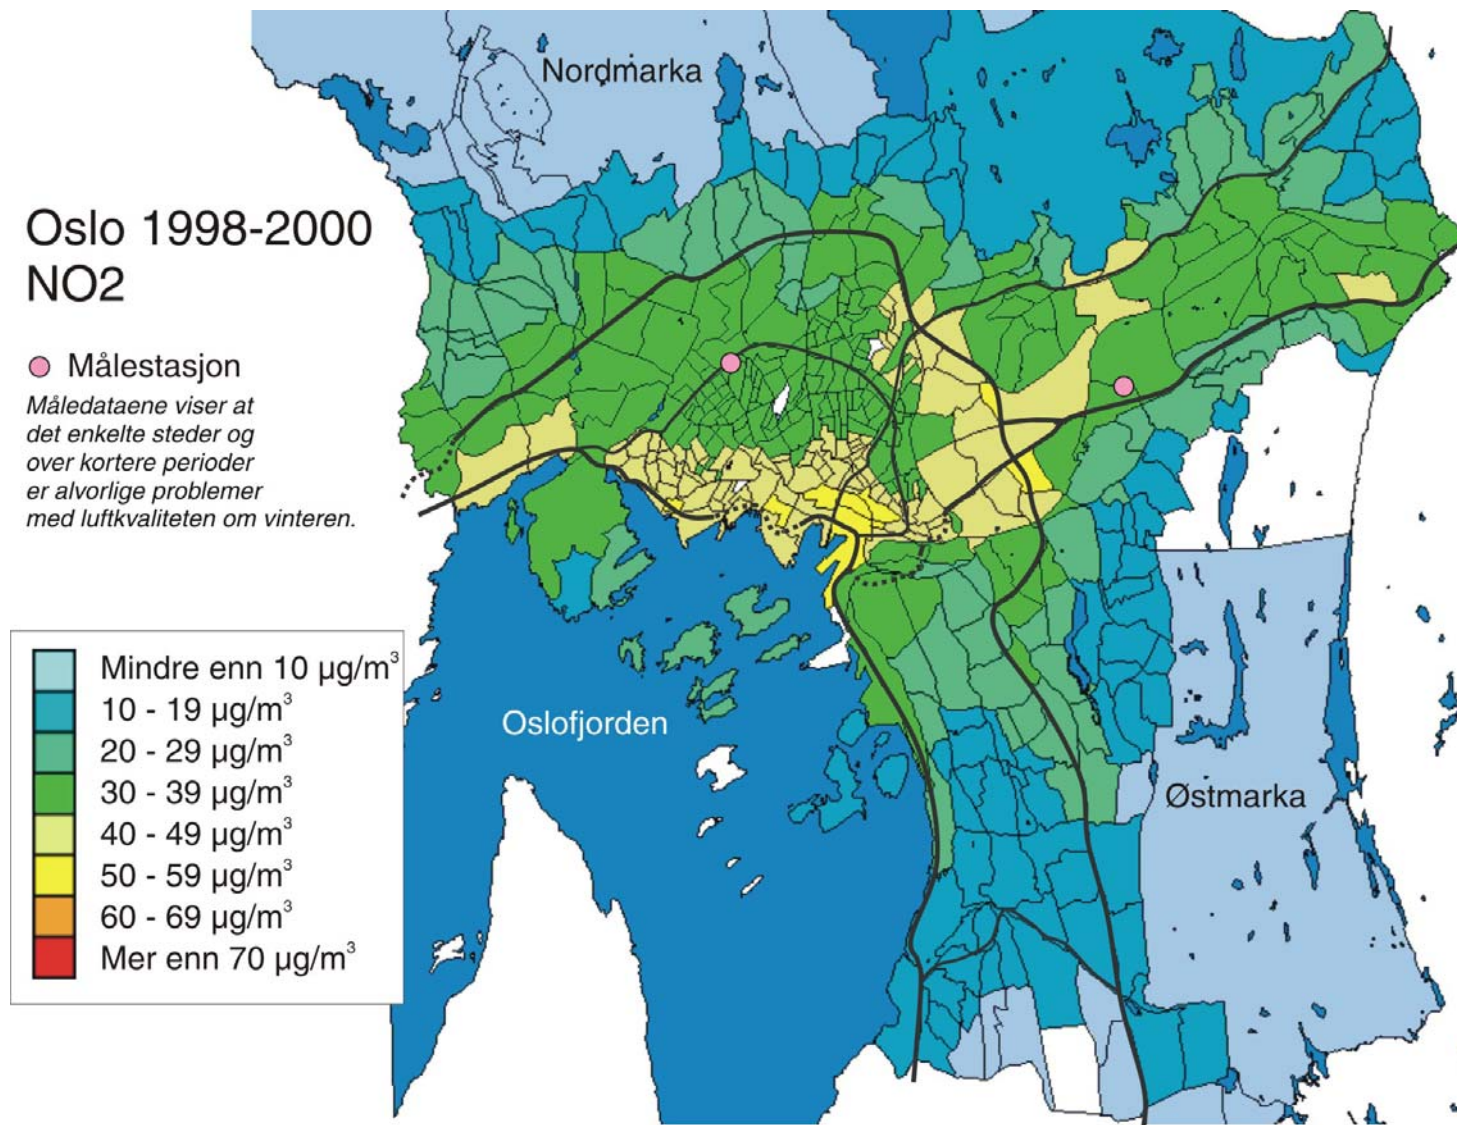 Nordmarka
Oslo 1998-2000
NO2
Målestasjon
Måledataene viser at
det enkelte steder og
over kortere perioder
er alvorlige problemer
med luftkvaliteten om vinteren.
Mindre enn 10 µg/m³
10 - 19 µg/m³
20 - 29 µg/m³
30 - 39 µg/m³
40 - 49 µg/m³
50 - 59 µg/m³
60 - 69 µg/m³
Mer enn 70 µg/m³
Oslofjorden
Østmarka